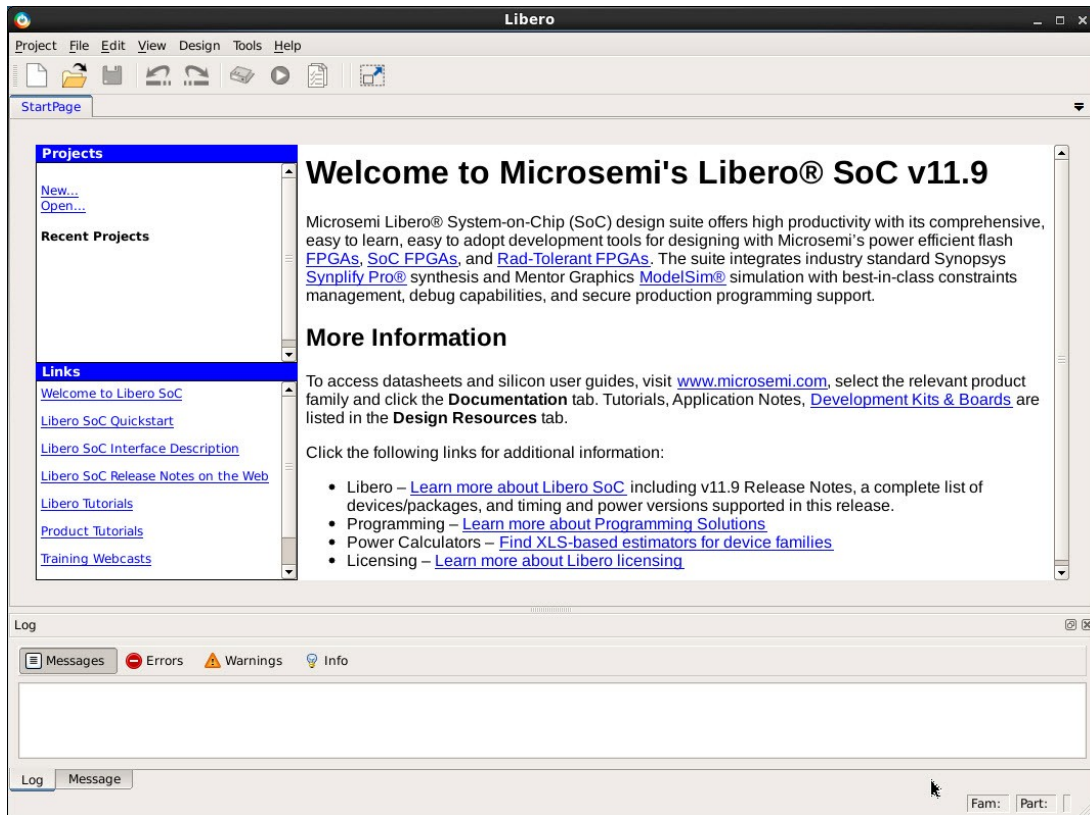 Libero
Project File Edit View Design Tools Help
StartPage
Projects
New...
Open...
Recent Projects
Links
Welcome to Libero SoC
Libero SoC Quickstart
Libero SoC Interface Description
Libero SoC Release Notes on the Web
Libero Tutorials
Product Tutorials
Training Webcasts
Welcome to Microsemi's Libero® SoC v11.9
Microsemi Libero® System-on-Chip (SoC) design suite offers high productivity with its comprehensive,
easy to learn, easy to adopt development tools for designing with Microsemi's power efficient flash
FPGAs, SoC FPGAs, and Rad-Tolerant FPGAs. The suite integrates industry standard Synopsys
Synplify Pro® synthesis and Mentor Graphics ModelSim® simulation with best-in-class constraints
management, debug capabilities, and secure production programming support.
More Information
To access datasheets and silicon user guides, visit www.microsemi.com, select the relevant product
family and click the Documentation tab. Tutorials, Application Notes, Development Kits & Boards are
listed in the Design Resources tab.
Click the following links for additional information:
• Libero – Learn more about Libero SoC including v11.9 Release Notes, a complete list of
devices/packages, and timing and power versions supported in this release.
• Programming – Learn more about Programming Solutions
• Power Calculators – Find XLS-based estimators for device families
• Licensing – Learn more about Libero licensing
Log
Messages Errors Warnings Info
Log Message
Fam: Part: